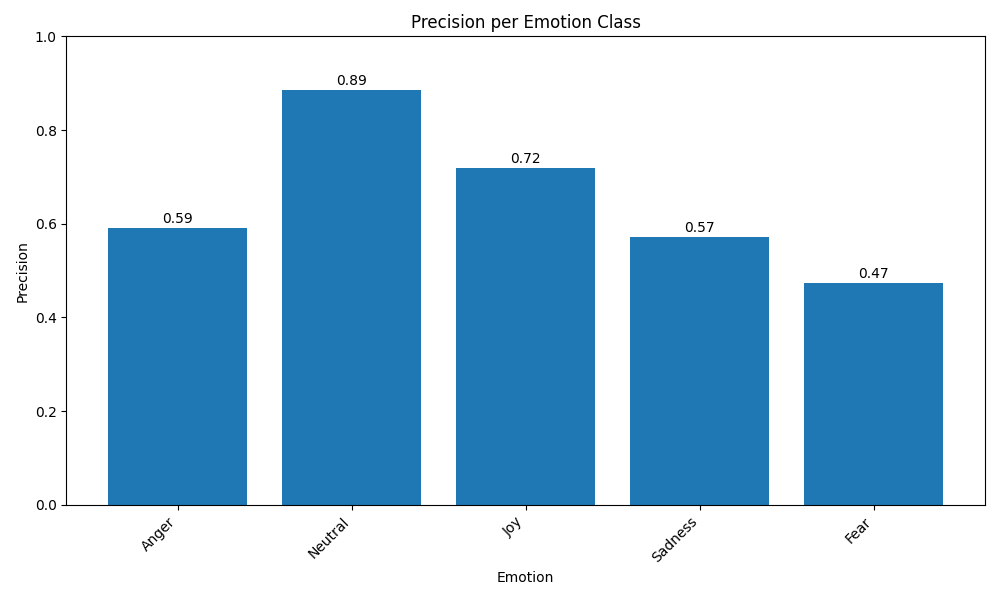 Precision per Emotion Class
1.0
0.8
0.6
0.4
0.2
0.0
Precision
0.59
0.89
0.72
0.57
0.47
Anger
Neutral
Joy
Sadness
Fear
Emotion